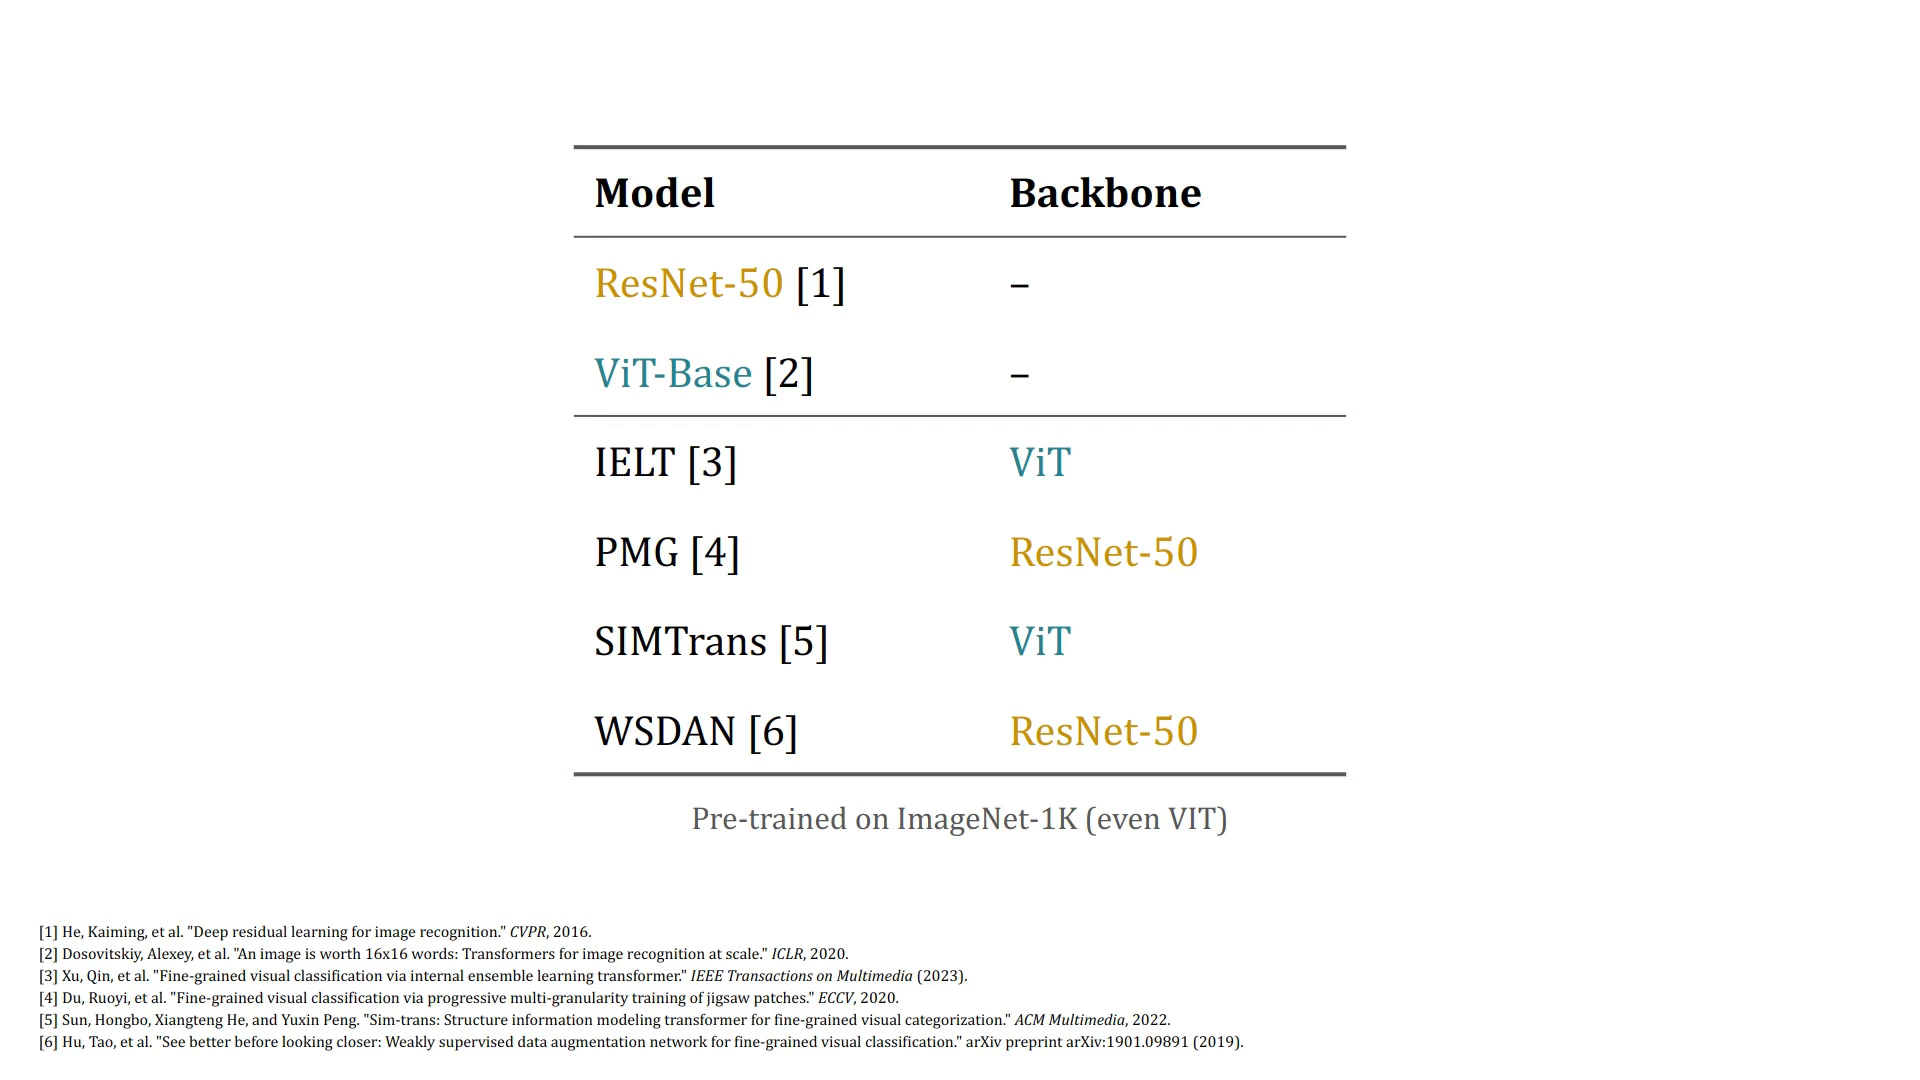 Model Backbone
ResNet-50 [1] –
ViT-Base [2] –
IELT [3] ViT
PMG [4] ResNet-50
SIMTrans [5] ViT
WSDAN [6] ResNet-50
Pre-trained on ImageNet-1K (even VIT)
[1] He, Kaiming, et al. "Deep residual learning for image recognition." CVPR, 2016.
[2] Dosovitskiy, Alexey, et al. "An image is worth 16x16 words: Transformers for image recognition at scale." ICLR, 2020.
[3] Xu, Qin, et al. "Fine-grained visual classification via internal ensemble learning transformer." IEEE Transactions on Multimedia (2023).
[4] Du, Ruoyi, et al. "Fine-grained visual classification via progressive multi-granularity training of jigsaw patches." ECCV, 2020.
[5] Sun, Hongbo, Xiangteng He, and Yuxin Peng. "Sim-trans: Structure information modeling transformer for fine-grained visual categorization." ACM Multimedia, 2022.
[6] Hu, Tao, et al. "See better before looking closer: Weakly supervised data augmentation network for fine-grained visual classification." arXiv preprint arXiv:1901.09891 (2019).